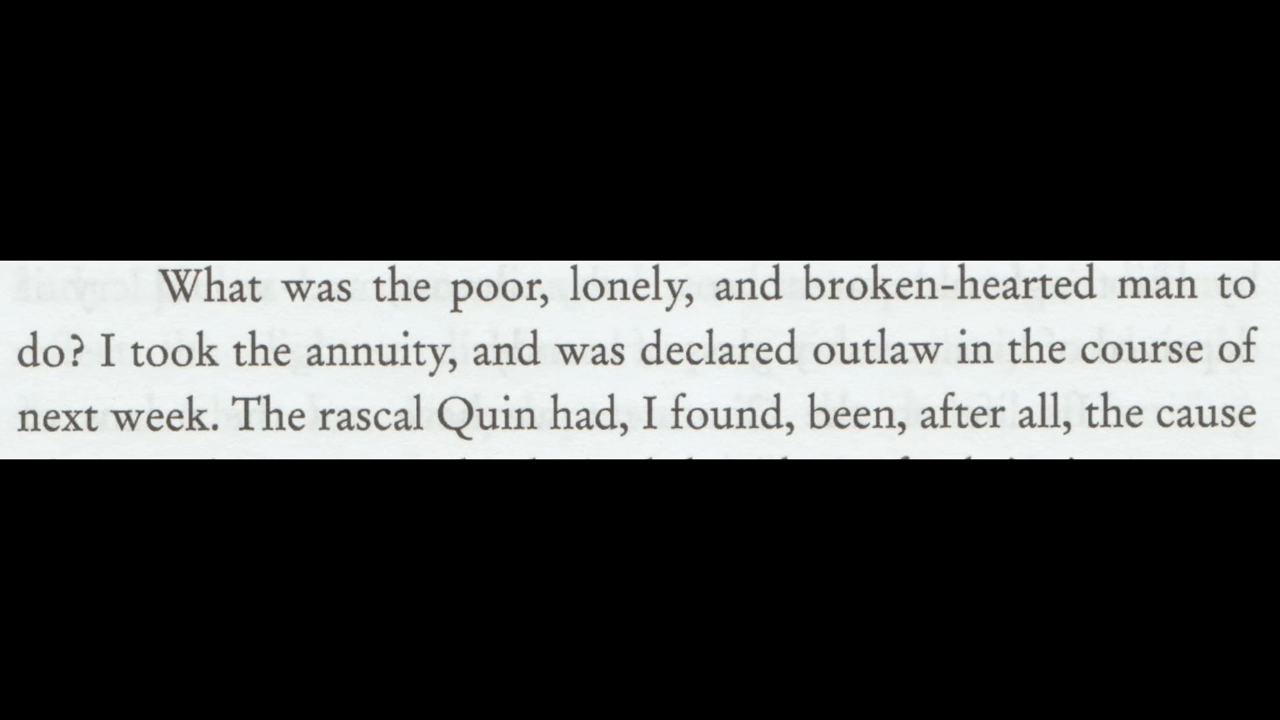 What was the poor, lonely, and broken-hearted man to
do? I took the annuity, and was declared outlaw in the course of
next week. The rascal Quin had, I found, been, after all, the cause